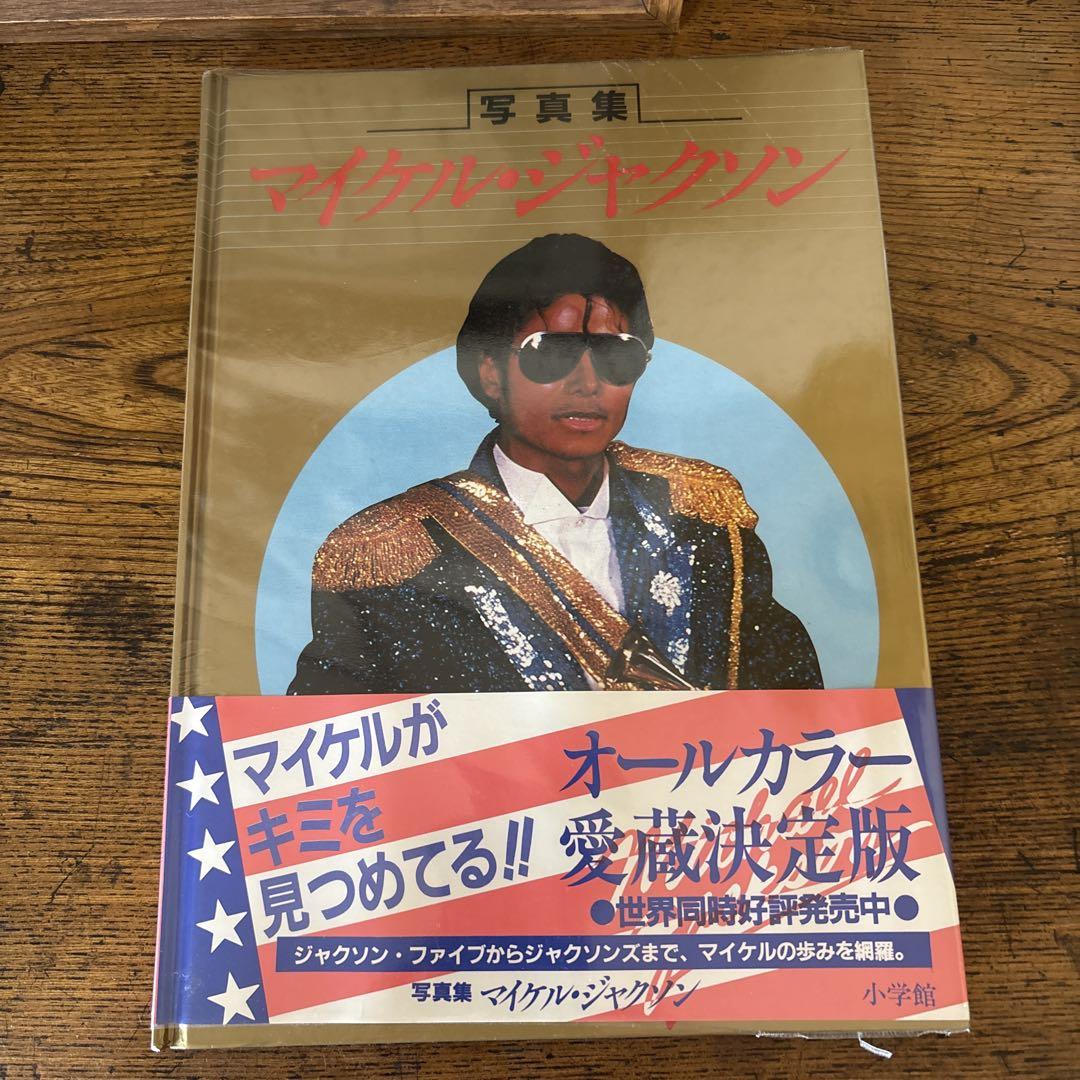 写真集
マイケル・ジャクソン
マイケルが
キミを
見つめてる!!
オールカラー
愛蔵決定版
●世界同時好評発売中●
ジャクソン・ファイブからジャクソンズまで、マイケルの歩みを網羅。
写真集 マイケル・ジャクソン
小学館